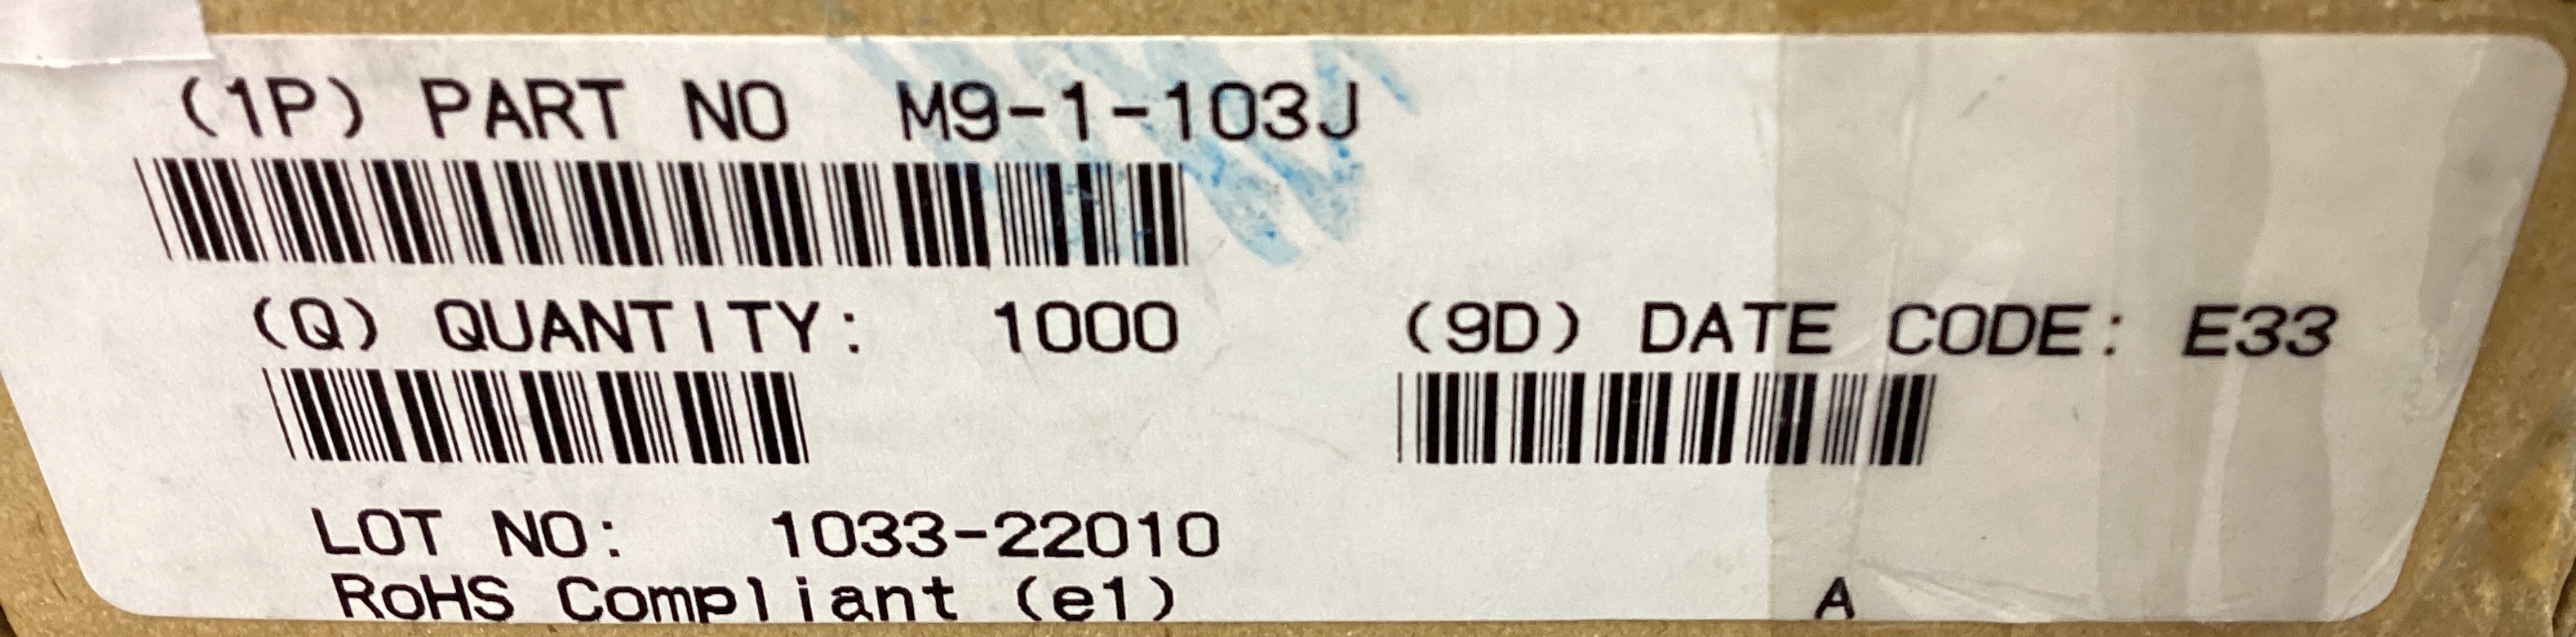 (1P) PART NO M9-1-103J
(Q) QUANTITY: 1000 (9D) DATE CODE: E33
LOT NO: 1033-22010
RoHS Compliant (e1) A